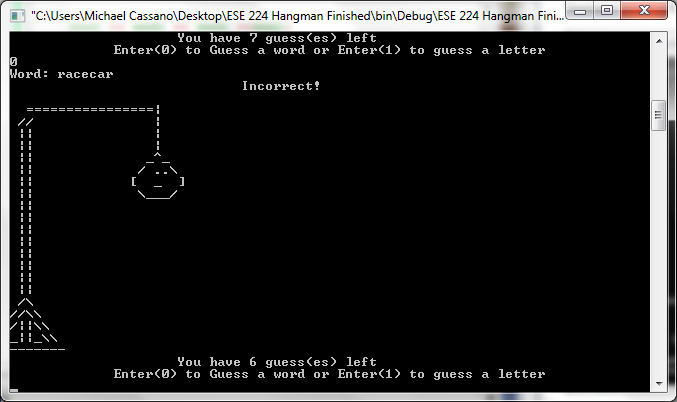 "C:\Users\Michael Cassano\Desktop\ESE 224 Hangman Finished\bin\Debug\ESE 224 Hangman Fini...
You have 7 guess(es) left
Enter(0) to Guess a word or Enter(1) to guess a letter
0
Word: racecar
Incorrect!
You have 6 guess(es) left
Enter(0) to Guess a word or Enter(1) to guess a letter